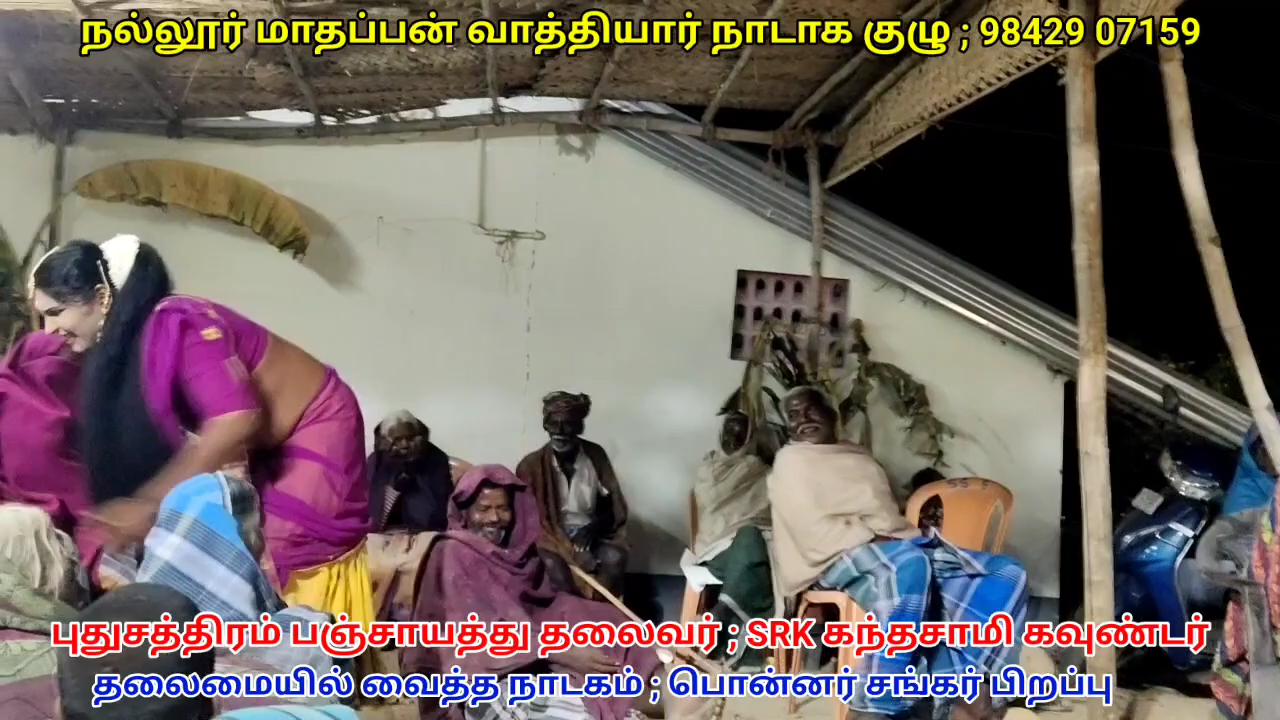 நல்லூர் மாதப்பன் வாத்தியார் நாடாக குழு ; 98429 07159
புதுசத்திரம் பஞ்சாயத்து தலைவர் ; SRK கந்தசாமி கவுண்டர்
தலைமையில் வைத்த நாடகம் ; பொன்னர் சங்கர் பிறப்பு